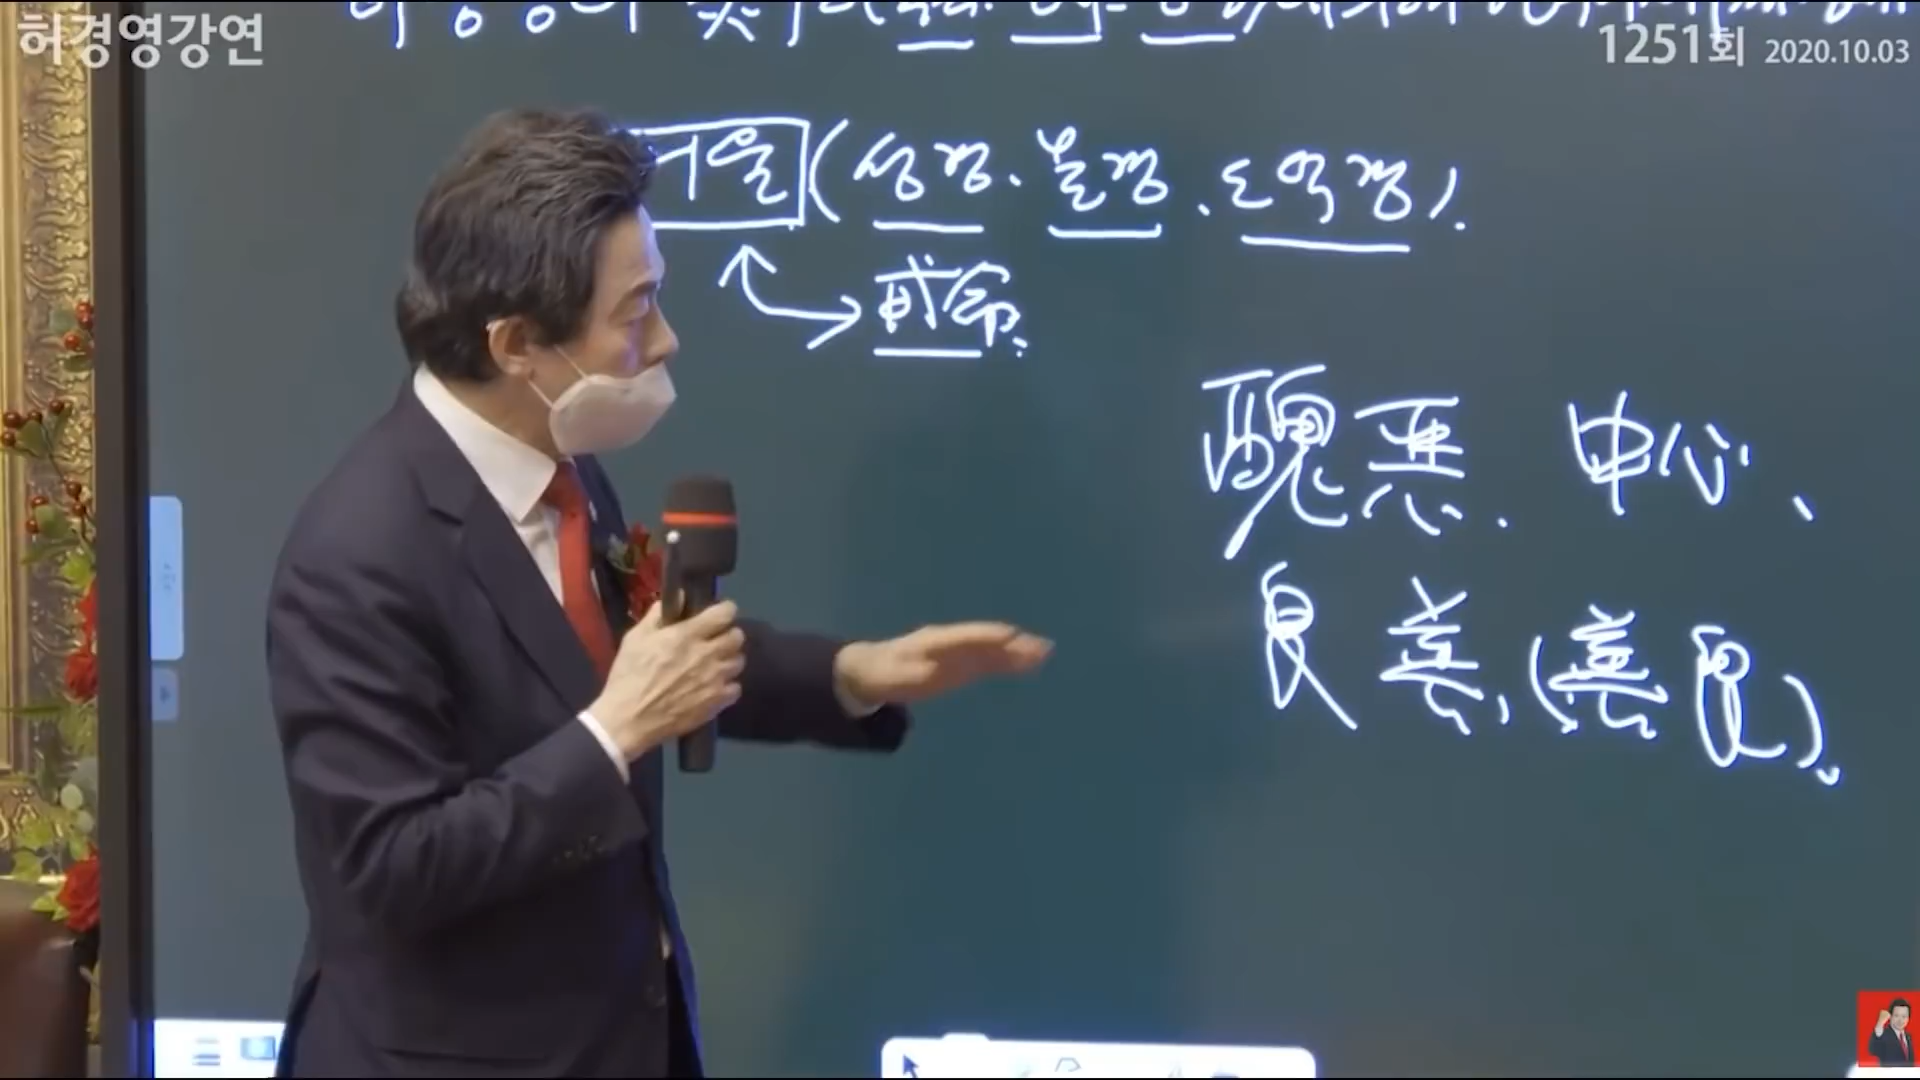 허경영강연
1251회 2020.10.03
거울 (성경. 불경. 도덕경).
戒命.
醜惡. 中心.
良善. (善良).